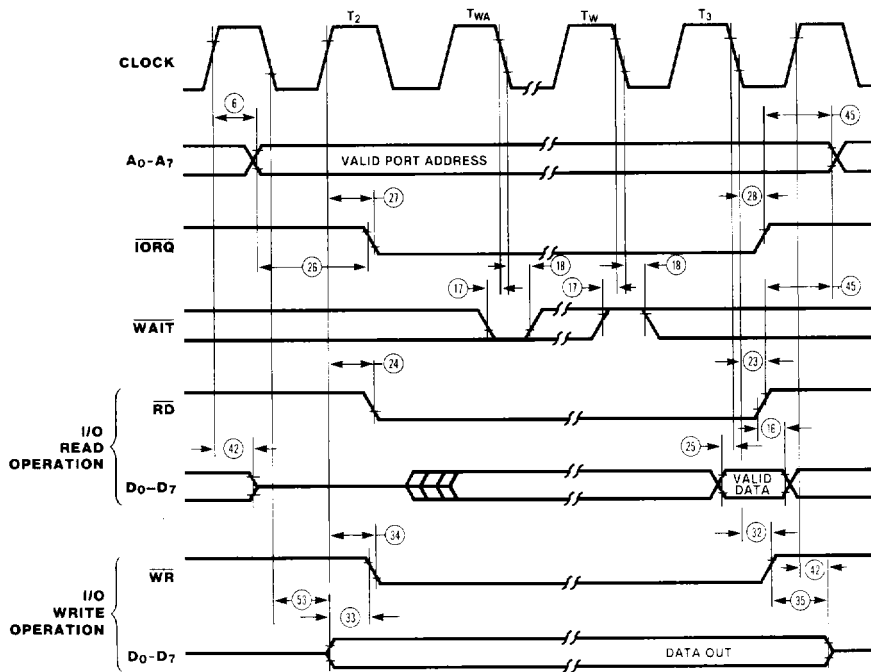 T2 TWA TW T3
CLOCK
6 45
A0-A7 VALID PORT ADDRESS
27 28
IORQ
26 18 18
17 17 45
WAIT
24 23
RD
I/O
READ
OPERATION
16
42 25
D0-D7 VALID
DATA
34 32
WR
42
I/O
WRITE
OPERATION
53 33 35
D0-D7 DATA OUT